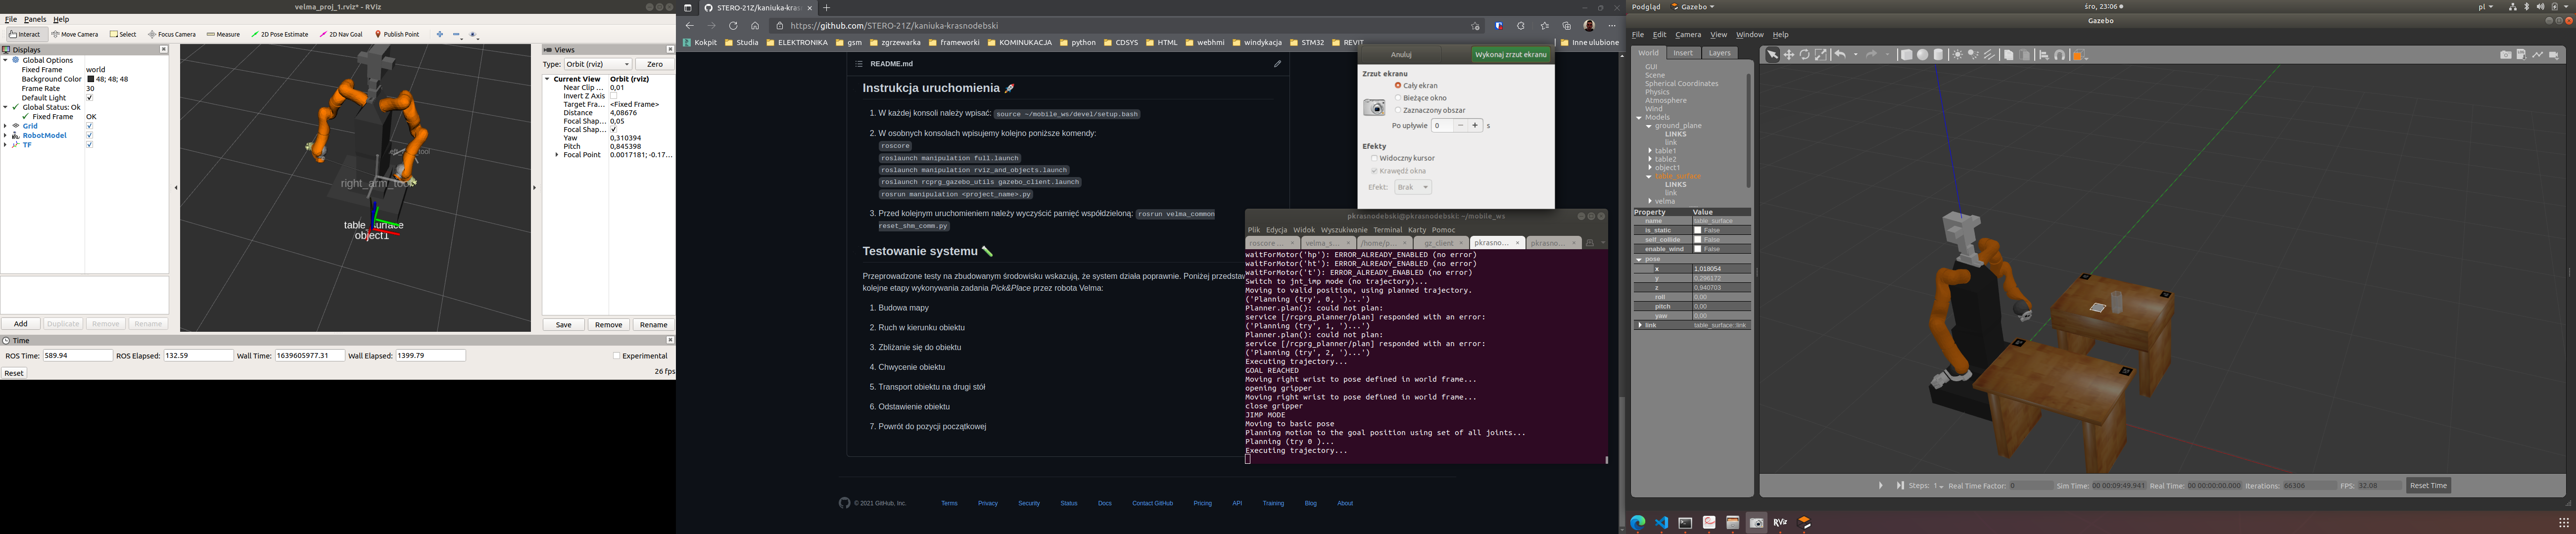 velma_proj_1.rviz* - RViz
File Panels Help
Interact Move Camera Select Focus Camera Measure 2D Pose Estimate 2D Nav Goal Publish Point
Displays
Global Options
Fixed Frame world
Background Color 48; 48; 48
Frame Rate 30
Default Light
Global Status: Ok
Fixed Frame OK
Grid
RobotModel
TF
Add Duplicate Remove Rename
right_arm_tool
table_surface
object1
Views
Type: Orbit (rviz) Zero
Current View Orbit (rviz)
Near Clip ... 0,01
Invert Z Axis
Target Fra... <Fixed Frame>
Distance 4,08676
Focal Shap... 0,05
Focal Shap...
Yaw 0,310394
Pitch 0,845398
Focal Point 0.0017181; -0.17...
Save Remove Rename
Time
ROS Time: 589.94 ROS Elapsed: 132.59 Wall Time: 1639605977.31 Wall Elapsed: 1399.79 Experimental
Reset 26 fps
STERO-21Z/kaniuka-kras
https://github.com/STERO-21Z/kaniuka-krasnodebski
Kokpit Studia ELEKTRONIKA gsm zgrzewarka frameworki KOMINUKACJA python CDSYS HTML webhmi windykacja STM32 REVIT Inne ulubione
README.md
Instrukcja uruchomienia 🚀
1. W każdej konsoli należy wpisać: source ~/mobile_ws/devel/setup.bash
2. W osobnych konsolach wpisujemy kolejno poniższe komendy:
roscore
roslaunch manipulation full.launch
roslaunch manipulation rviz_and_objects.launch
roslaunch rcprg_gazebo_utils gazebo_client.launch
rosrun manipulation <project_name>.py
3. Przed kolejnym uruchomieniem należy wyczyścić pamięć współdzieloną: rosrun velma_common
reset_shm_comm.py
Testowanie systemu
Przeprowadzone testy na zbudowanym środowisku wskazują, że system działa poprawnie. Poniżej przedstaw
kolejne etapy wykonywania zadania Pick&Place przez robota Velma:
1. Budowa mapy
2. Ruch w kierunku obiektu
3. Zbliżanie się do obiektu
4. Chwycenie obiektu
5. Transport obiektu na drugi stół
6. Odstawienie obiektu
7. Powrót do pozycji początkowej
© 2021 GitHub, Inc. Terms Privacy Security Status Docs Contact GitHub Pricing API Training Blog About
Anuluj Wykonaj zrzut ekranu
Zrzut ekranu
Cały ekran
Bieżące okno
Zaznaczony obszar
Po upływie 0 − + s
Efekty
Widoczny kursor
Krawędź okna
Efekt: Brak
pkrasnodebski@pkrasnodebski: ~/mobile_ws
Plik Edycja Widok Wyszukiwanie Terminal Karty Pomoc
roscore ... velma_s... /home/p... gz_client pkrasno... pkrasno...
waitForMotor('hp'): ERROR_ALREADY_ENABLED (no error)
waitForMotor('ht'): ERROR_ALREADY_ENABLED (no error)
waitForMotor('t'): ERROR_ALREADY_ENABLED (no error)
Switch to jnt_imp mode (no trajectory)...
Moving to valid position, using planned trajectory.
('Planning (try', 0, ')...')
Planner.plan(): could not plan:
service [/rcprg_planner/plan] responded with an error:
('Planning (try', 1, ')...')
Planner.plan(): could not plan:
service [/rcprg_planner/plan] responded with an error:
('Planning (try', 2, ')...')
Executing trajectory...
GOAL REACHED
Moving right wrist to pose defined in world frame...
opening gripper
Moving right wrist to pose defined in world frame...
close gripper
JIMP MODE
Moving to basic pose
Planning motion to the goal position using set of all joints...
Planning (try 0 )...
Executing trajectory...
Podgląd Gazebo śro, 23:06 pl
Gazebo
File Edit Camera View Window Help
World Insert Layers
GUI
Scene
Spherical Coordinates
Physics
Atmosphere
Wind
Models
ground_plane
LINKS
link
table1
table2
object1
table_surface
LINKS
link
velma
Property Value
name table_surface
is_static False
self_collide False
enable_wind False
pose
x 1,018054
y 0,296172
z 0,940703
roll 0,00
pitch 0,00
yaw 0,00
link table_surface::link
Steps: 1 Real Time Factor: 0 Sim Time: 00 00:09:49.941 Real Time: 00 00:00:00.000 Iterations: 66306 FPS: 32.08 Reset Time
RViz